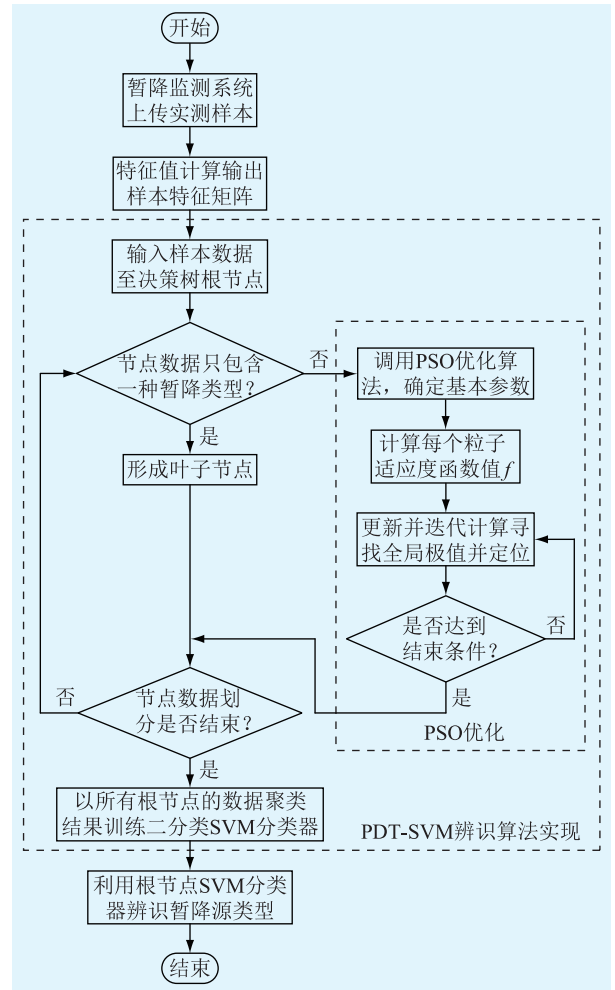 开始
暂降监测系统
上传实测样本
特征值计算输出
样本特征矩阵
输入样本数据
至决策树根节点
节点数据只包含
一种暂降类型？
否
是
形成叶子节点
调用PSO优化算
法，确定基本参数
计算每个粒子
适应度函数值f
更新并迭代计算寻
找全局极值并定位
是否达到
结束条件？
否
是
PSO优化
节点数据划
分是否结束？
否
是
以所有根节点的数据聚类
结果训练二分类SVM分类器
PDT-SVM辨识算法实现
利用根节点SVM分类
器辨识暂降源类型
结束